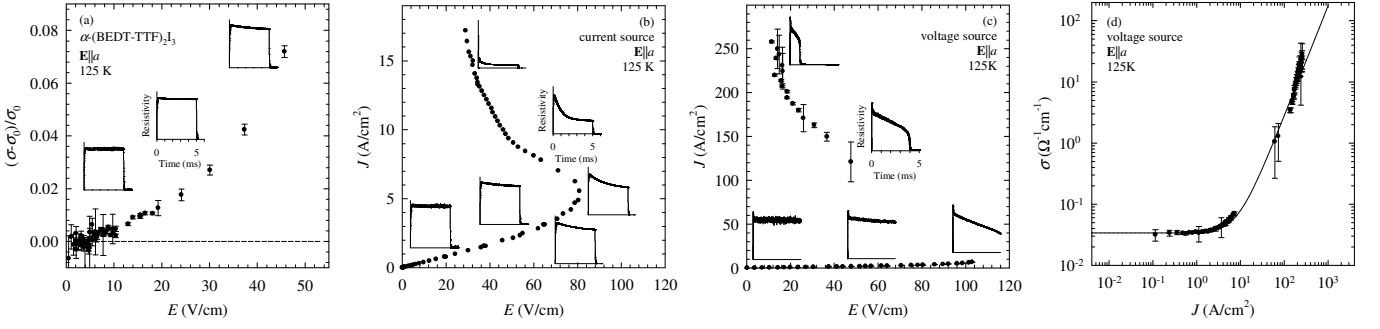 (a)
α-(BEDT-TTF)₂I₃
E||a
125 K
(σ-σ₀)/σ₀
0.08
0.06
0.04
0.02
0.00
0 10 20 30 40 50
E (V/cm)
Resistivity
0 5
Time (ms)
(b)
current source
E||a
125 K
J (A/cm²)
15
10
5
0
0 20 40 60 80 100 120
E (V/cm)
Resistivity
0 5
Time (ms)
(c)
voltage source
E||a
125K
J (A/cm²)
250
200
150
100
50
0
0 20 40 60 80 100 120
E (V/cm)
Resistivity
0 5
Time (ms)
(d)
voltage source
E||a
125K
σ (Ω⁻¹cm⁻¹)
10²
10¹
10⁰
10⁻¹
10⁻²
10⁻² 10⁻¹ 10⁰ 10¹ 10² 10³
J (A/cm²)